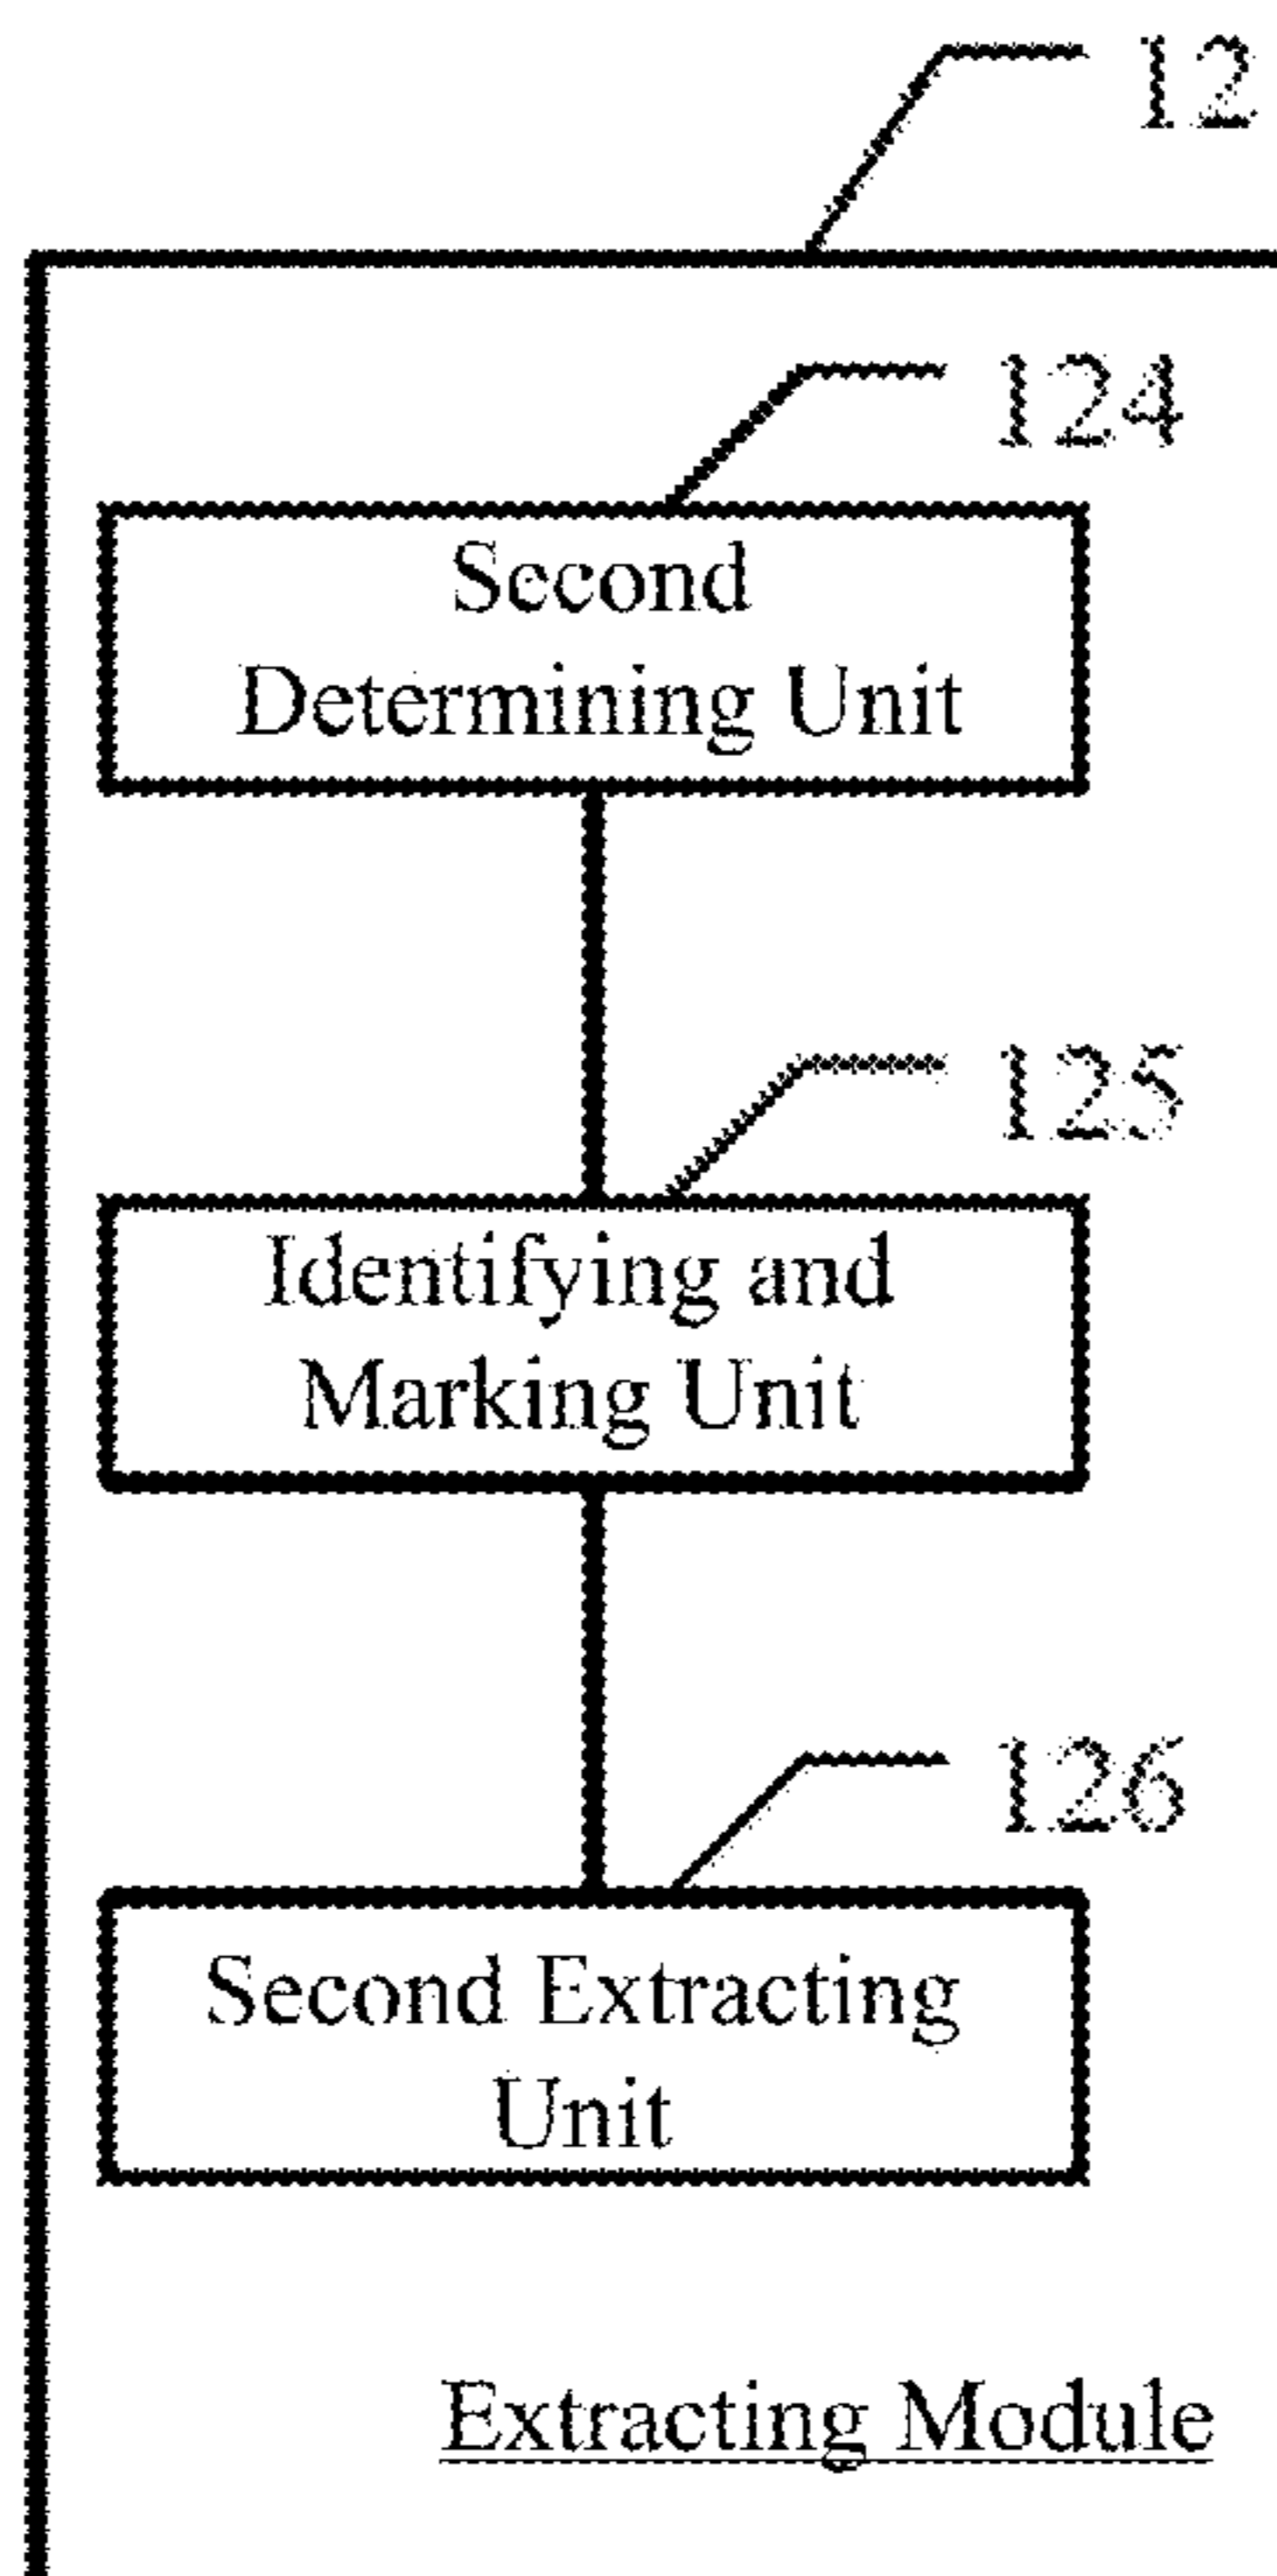 12
124
Second
Determining Unit
125
Identifying and
Marking Unit
126
Second Extracting
Unit
Extracting Module